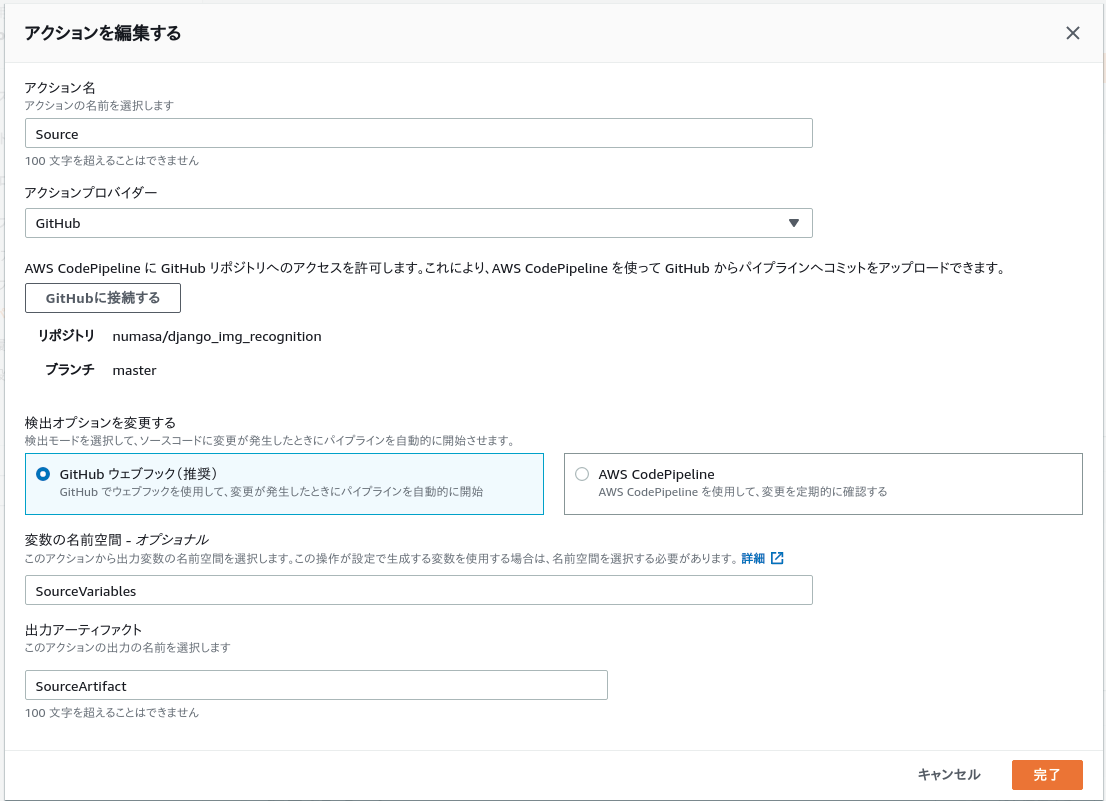 アクションを編集する
アクション名
アクションの名前を選択します
Source
100 文字を超えることはできません
アクションプロバイダー
GitHub
AWS CodePipeline に GitHub リポジトリへのアクセスを許可します。これにより、AWS CodePipeline を使って GitHub からパイプラインへコミットをアップロードできます。
GitHubに接続する
リポジトリ numasa/django_img_recognition
ブランチ master
検出オプションを変更する
検出モードを選択して、ソースコードに変更が発生したときにパイプラインを自動的に開始させます。
GitHub ウェブフック（推奨） AWS CodePipeline
GitHub でウェブフックを使用して、変更が発生したときにパイプラインを自動的に開始 AWS CodePipeline を使用して、変更を定期的に確認する
変数の名前空間 - オプショナル
このアクションから出力変数の名前空間を選択します。この操作が設定で生成する変数を使用する場合は、名前空間を選択する必要があります。 詳細
SourceVariables
出力アーティファクト
このアクションの出力の名前を選択します
SourceArtifact
100 文字を超えることはできません
キャンセル 完了